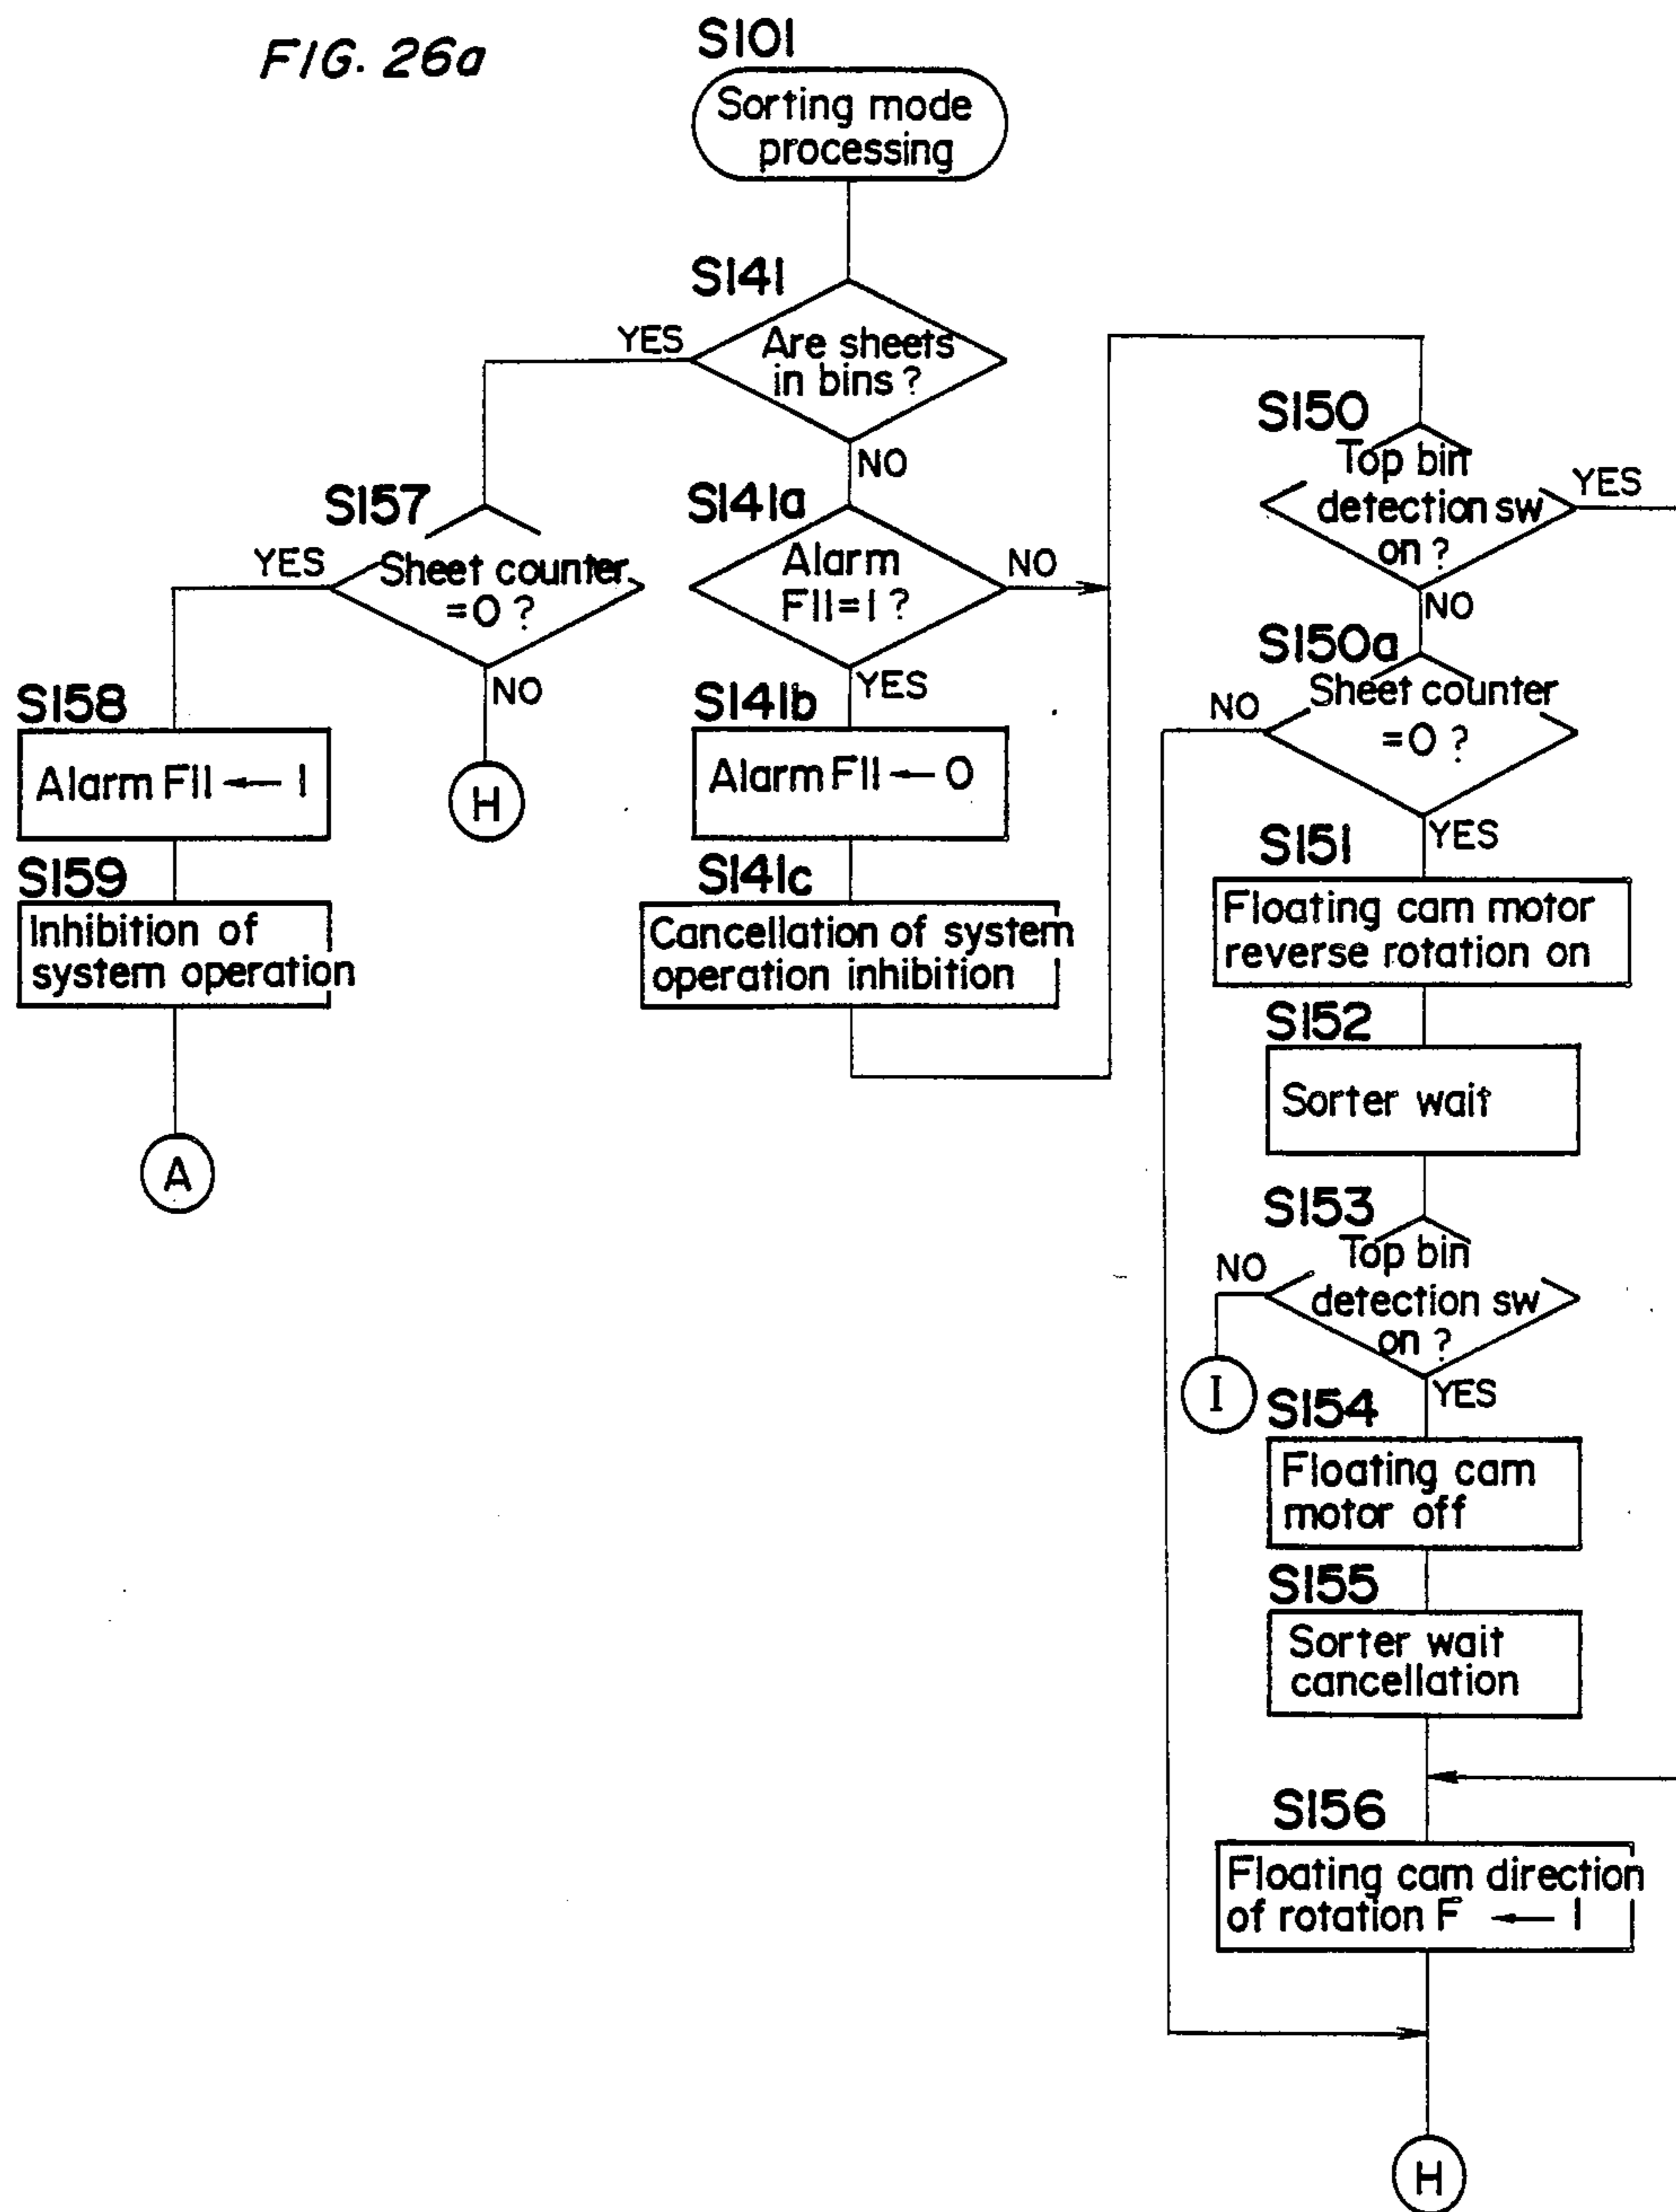 FIG. 26a
S101
Sorting mode
processing
S141
YES
Are sheets
in bins ?
NO
S157
YES
Sheet counter
=0 ?
NO
H
S158
Alarm F11 ← 1
S159
Inhibition of
system operation
A
S141a
Alarm
F11=1 ?
NO
YES
S141b
Alarm F11 ← 0
S141c
Cancellation of system
operation inhibition
S150
Top bin
detection sw
on ?
YES
NO
S150a
NO
Sheet counter
=0 ?
YES
S151
Floating cam motor
reverse rotation on
S152
Sorter wait
S153
Top bin
NO
detection sw
on ?
I
YES
S154
Floating cam
motor off
S155
Sorter wait
cancellation
S156
Floating cam direction
of rotation F ← 1
H